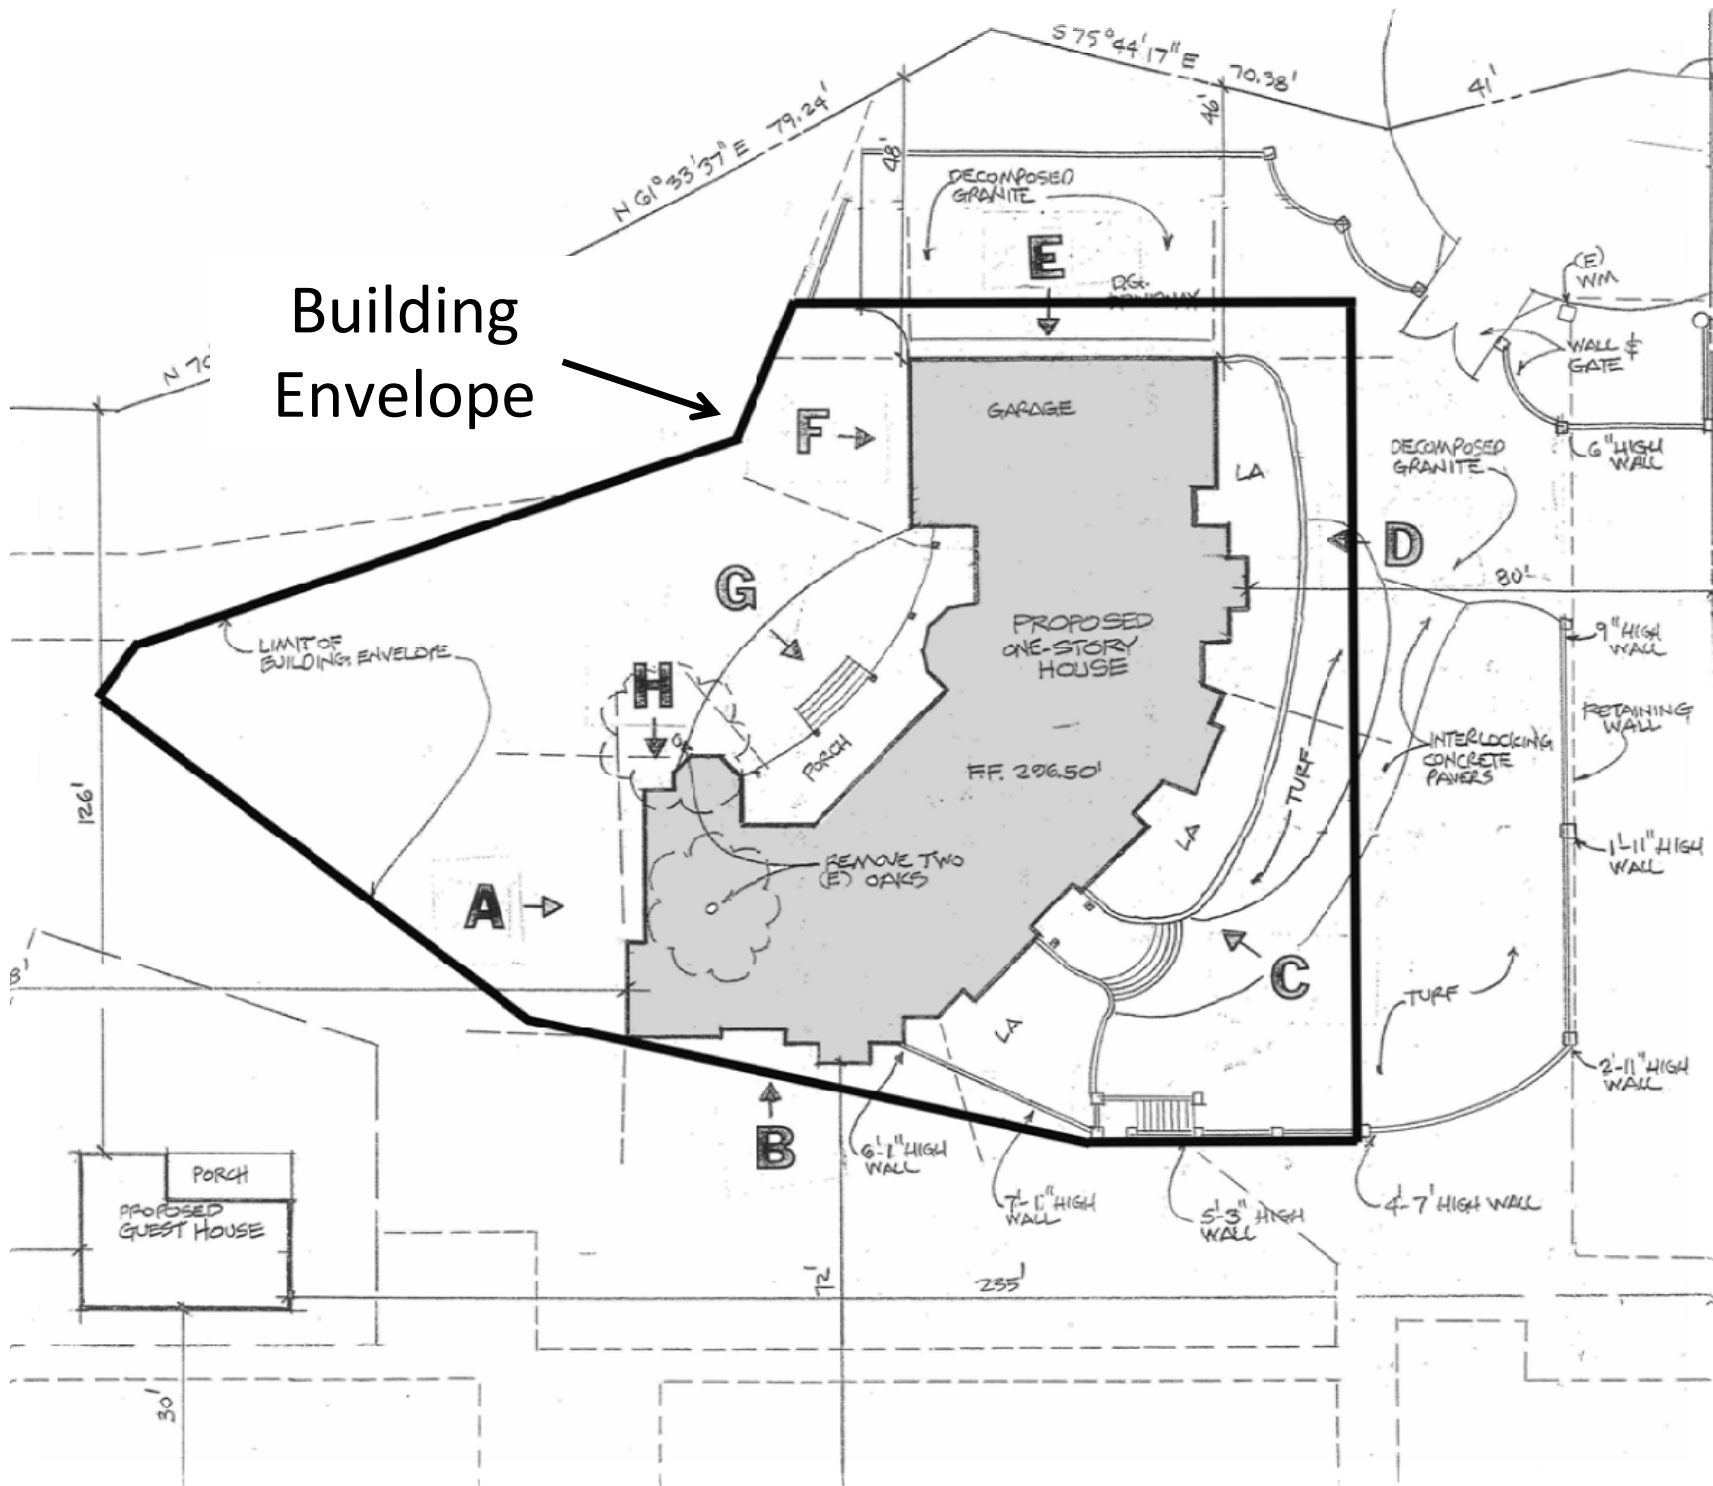 S 75° 44' 17" E 70.38'
41'
N 61° 33' 37" E 79.24'
48'
46'
DECOMPOSED
GRANITE
E
D.G.
(E)
WM
Building
Envelope
WALL &
GATE
N 70
F
GARAGE
LA
DECOMPOSED
GRANITE
6" HIGH
WALL
D
80'
G
LIMIT OF
BUILDING ENVELOPE
H
PROPOSED
ONE-STORY
HOUSE
9" HIGH
WALL
RETAINING
WALL
INTERLOCKING
CONCRETE
PAVERS
PORCH
F.F. 296.50'
TURF
126'
LA
1'-11" HIGH
WALL
REMOVE TWO
(E) OAKS
A
8'
C
TURF
LA
2'-11" HIGH
WALL
B
6'-1" HIGH
WALL
PORCH
PROPOSED
GUEST HOUSE
7'-1" HIGH
WALL
5'-3" HIGH
WALL
4'-7' HIGH WALL
72'
235'
30'